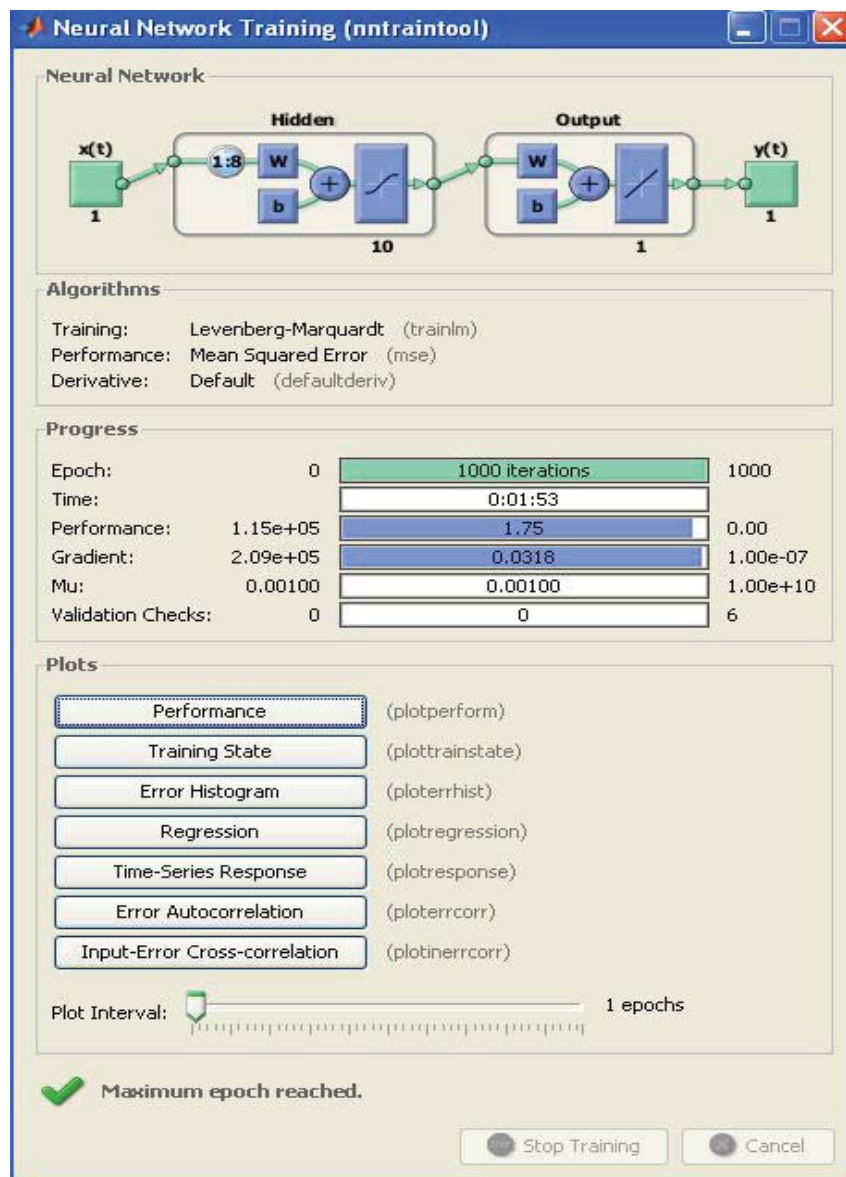 Neural Network Training (nntraintool)
Neural Network
Hidden
Output
x(t)
y(t)
1:8
W
b
W
b
1
10
1
1
Algorithms
Training: Levenberg-Marquardt (trainlm)
Performance: Mean Squared Error (mse)
Derivative: Default (defaultderiv)
Progress
Epoch: 0 1000 iterations 1000
Time: 0:01:53
Performance: 1.15e+05 1.75 0.00
Gradient: 2.09e+05 0.0318 1.00e-07
Mu: 0.00100 0.00100 1.00e+10
Validation Checks: 0 0 6
Plots
Performance (plotperform)
Training State (plottrainstate)
Error Histogram (ploterrhist)
Regression (plotregression)
Time-Series Response (plotresponse)
Error Autocorrelation (ploterrcorr)
Input-Error Cross-correlation (plotinerrcorr)
Plot Interval: 1 epochs
Maximum epoch reached.
Stop Training Cancel